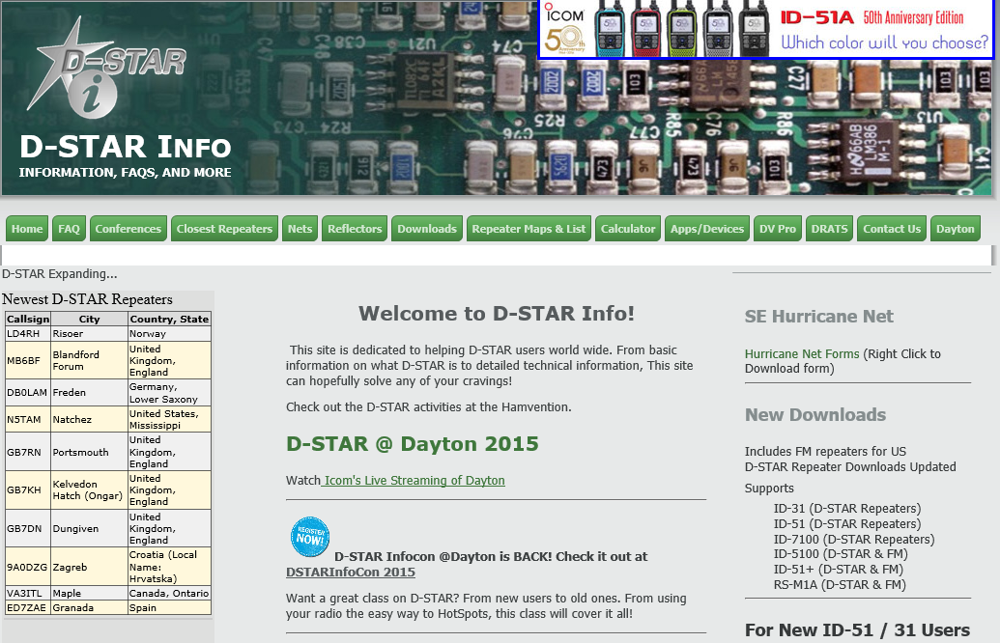 ICOM
50th
ID-51A 50th Anniversary Edition
Which color will you choose?
D-STAR
i
D-STAR INFO
INFORMATION, FAQS, AND MORE
Home FAQ Conferences Closest Repeaters Nets Reflectors Downloads Repeater Maps & List Calculator Apps/Devices DV Pro DRATS Contact Us Dayton
D-STAR Expanding...
Newest D-STAR Repeaters
Callsign City Country, State
LD4RH Risoer Norway
MB6BF Blandford Forum United Kingdom, England
DB0LAM Freden Germany, Lower Saxony
N5TAM Natchez United States, Mississippi
GB7RN Portsmouth United Kingdom, England
GB7KH Kelvedon Hatch (Ongar) United Kingdom, England
GB7DN Dungiven United Kingdom, England
9A0DZG Zagreb Croatia (Local Name: Hrvatska)
VA3ITL Maple Canada, Ontario
ED7ZAE Granada Spain
Welcome to D-STAR Info!
This site is dedicated to helping D-STAR users world wide. From basic
information on what D-STAR is to detailed technical information, This site
can hopefully solve any of your cravings!
Check out the D-STAR activities at the Hamvention.
D-STAR @ Dayton 2015
Watch Icom's Live Streaming of Dayton
REGISTER
NOW!
D-STAR Infocon @Dayton is BACK! Check it out at
DSTARInfoCon 2015
Want a great class on D-STAR? From new users to old ones. From using
your radio the easy way to HotSpots, this class will cover it all!
SE Hurricane Net
Hurricane Net Forms (Right Click to
Download form)
New Downloads
Includes FM repeaters for US
D-STAR Repeater Downloads Updated
Supports
ID-31 (D-STAR Repeaters)
ID-51 (D-STAR Repeaters)
ID-7100 (D-STAR Repeaters)
ID-5100 (D-STAR & FM)
ID-51+ (D-STAR & FM)
RS-M1A (D-STAR & FM)
For New ID-51 / 31 Users